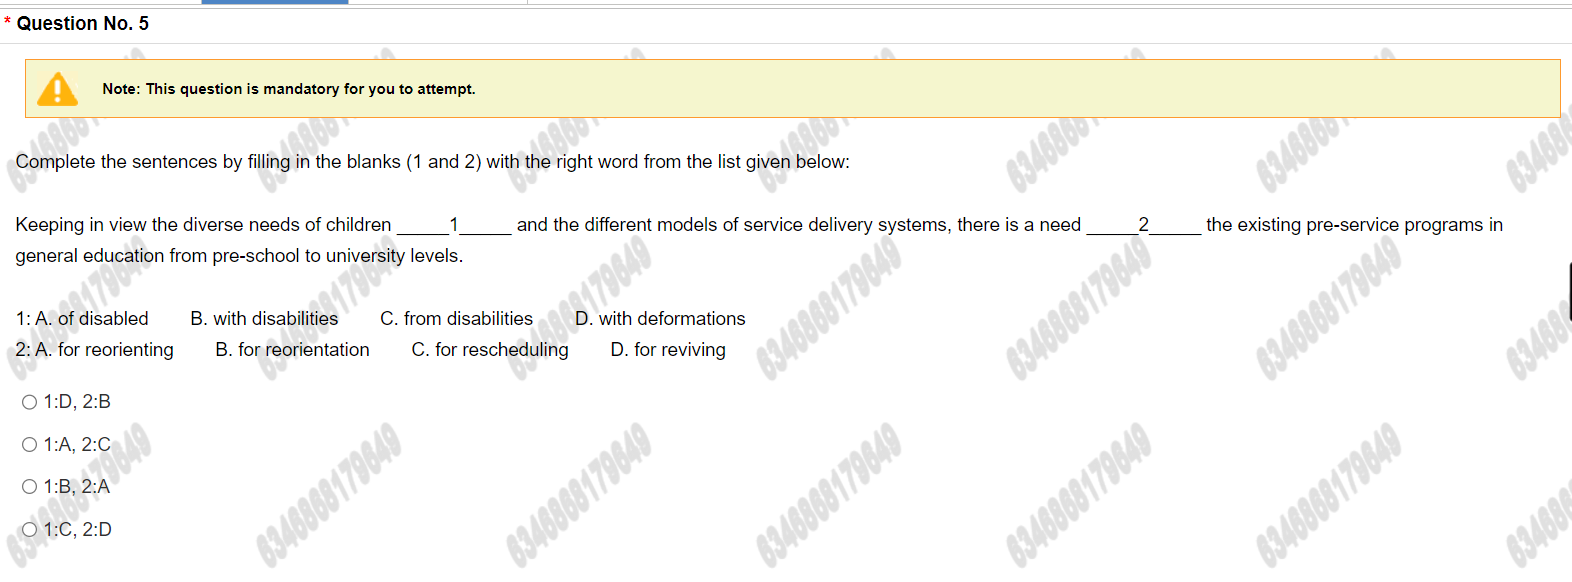 * Question No. 5
Note: This question is mandatory for you to attempt.
Complete the sentences by filling in the blanks (1 and 2) with the right word from the list given below:
Keeping in view the diverse needs of children _____1_____ and the different models of service delivery systems, there is a need _____2_____ the existing pre-service programs in
general education from pre-school to university levels.
1: A. of disabled B. with disabilities C. from disabilities D. with deformations
2: A. for reorienting B. for reorientation C. for rescheduling D. for reviving
1:D, 2:B
1:A, 2:C
1:B, 2:A
1:C, 2:D